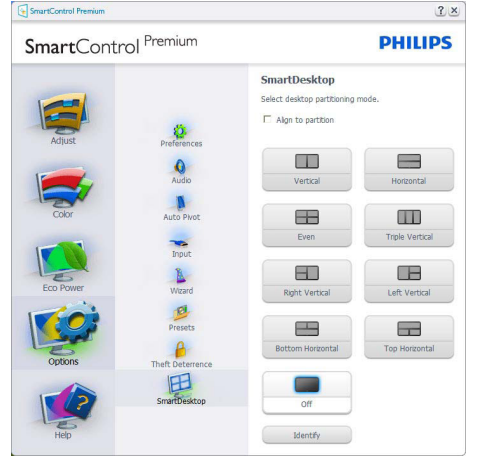 SmartControl Premium
SmartControl Premium
PHILIPS
Adjust
Color
Eco Power
Options
Help
Preferences
Audio
Auto Pivot
Input
Wizard
Presets
Theft Deterrence
SmartDesktop
SmartDesktop
Select desktop partitioning mode.
Align to partition
Vertical
Horizontal
Even
Triple Vertical
Right Vertical
Left Vertical
Bottom Horizontal
Top Horizontal
Off
Identify